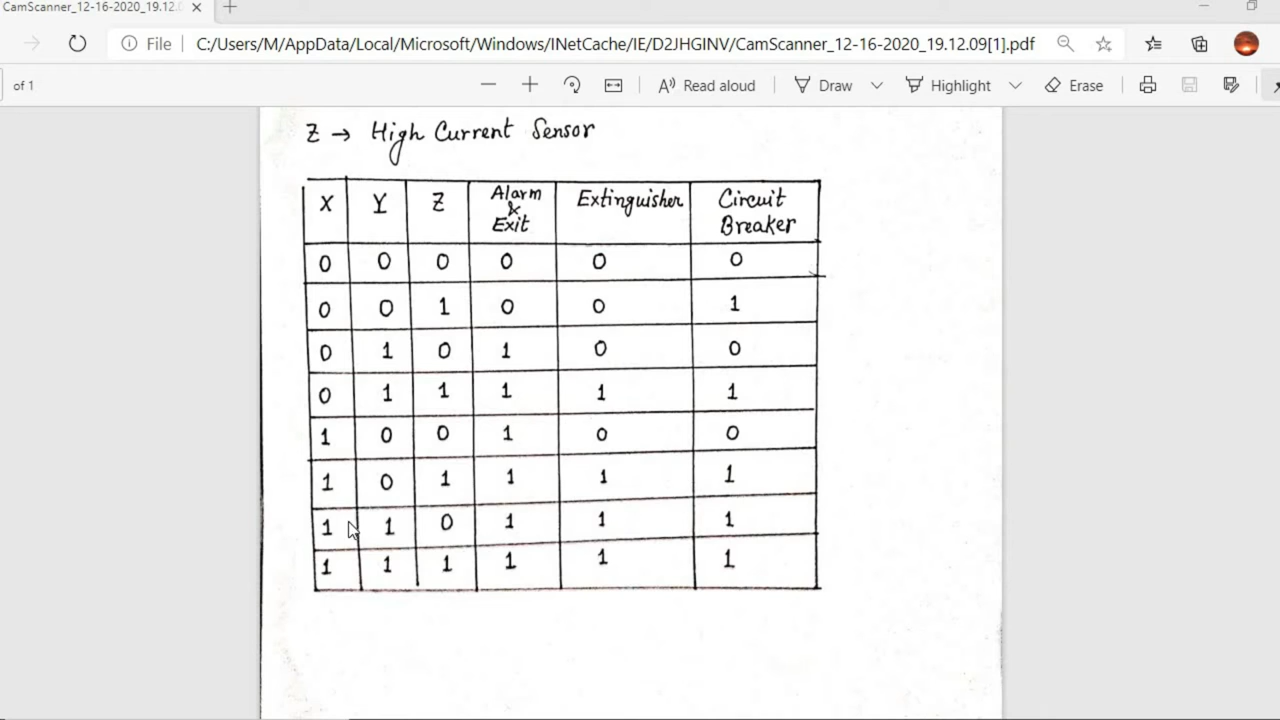 CamScanner_12-16-2020_19.12.0
File C:/Users/M/AppData/Local/Microsoft/Windows/INetCache/IE/D2JHGINV/CamScanner_12-16-2020_19.12.09[1].pdf
of 1 Read aloud Draw Highlight Erase
Z → High Current Sensor
X Y Z Alarm & Exit Extinguisher Circuit Breaker
0 0 0 0 0 0
0 0 1 0 0 1
0 1 0 1 0 0
0 1 1 1 1 1
1 0 0 1 0 0
1 0 1 1 1 1
1 1 0 1 1 1
1 1 1 1 1 1